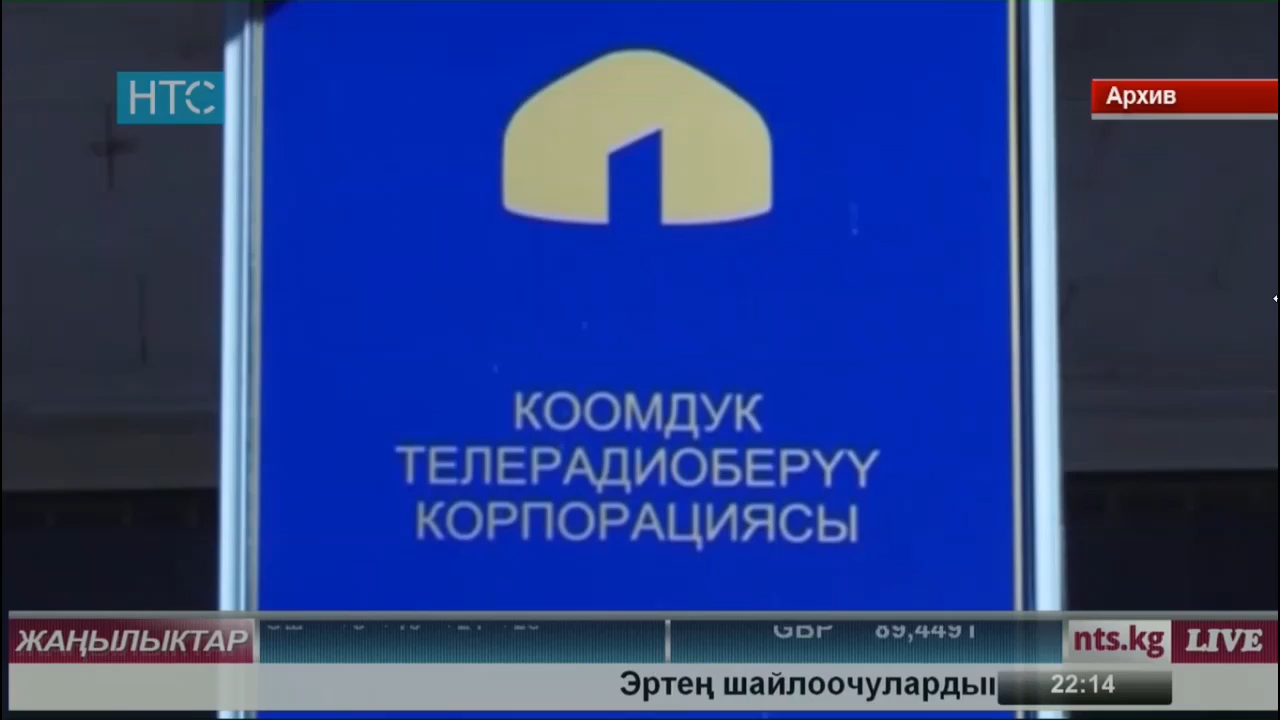 НТС
Архив
КООМДУК
ТЕЛЕРАДИОБЕРҮҮ
КОРПОРАЦИЯСЫ
ЖАҢЫЛЫКТАР
GBP 89,4491
nts.kg
LIVE
Эртең шайлоочулардын
22:14